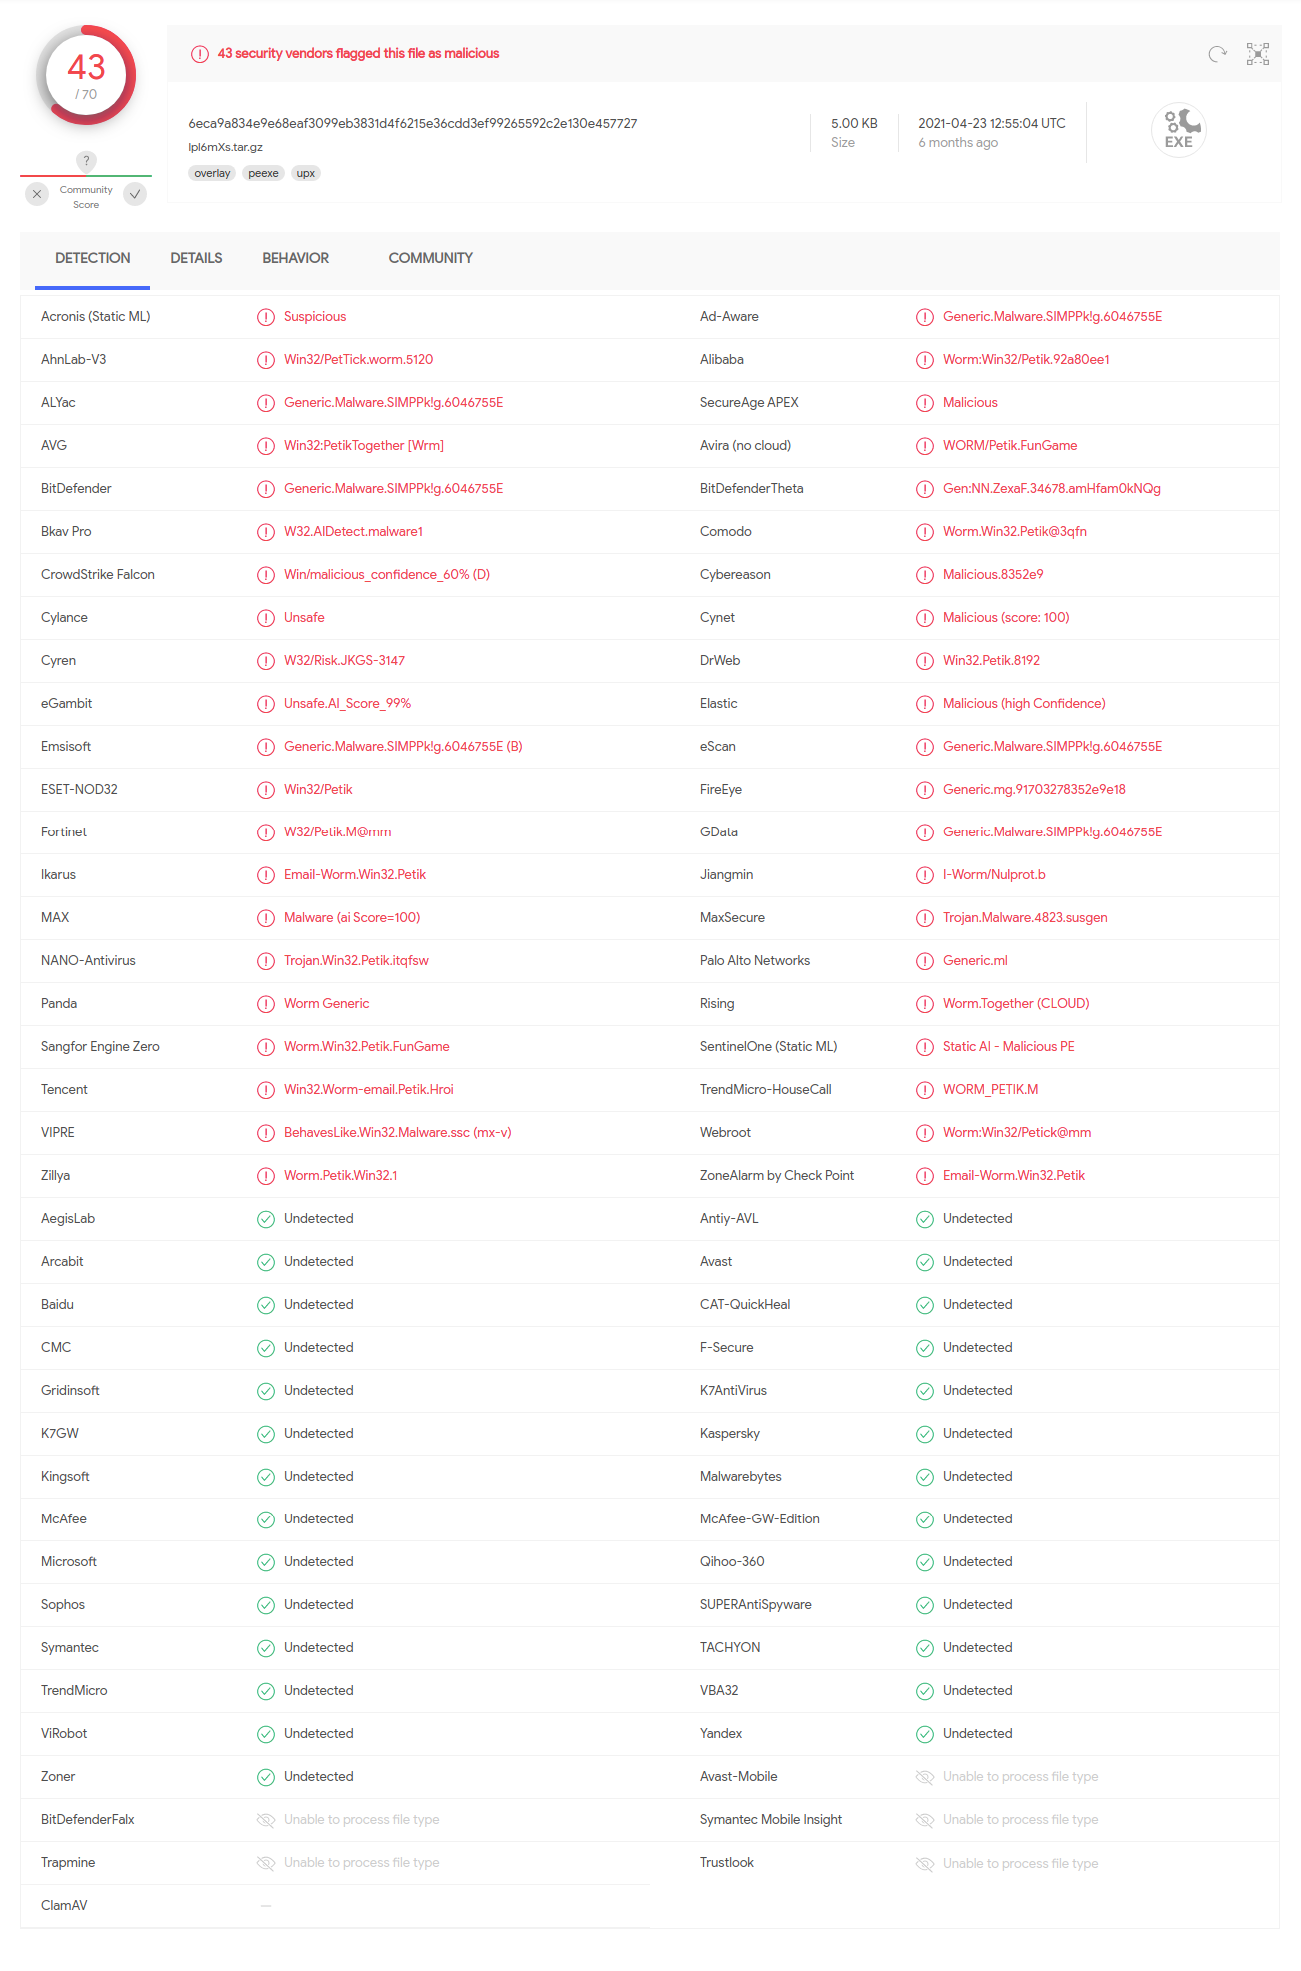 43
/ 70
?
Community
Score
43 security vendors flagged this file as malicious
6eca9a834e9e68eaf3099eb3831d4f6215e36cdd3ef99265592c2e130e457727
lpl6mXs.tar.gz
overlay peexe upx
5.00 KB
Size
2021-04-23 12:55:04 UTC
6 months ago
EXE
DETECTION DETAILS BEHAVIOR COMMUNITY
Acronis (Static ML) Suspicious Ad-Aware Generic.Malware.SIMPPk!g.6046755E
AhnLab-V3 Win32/PetTick.worm.5120 Alibaba Worm:Win32/Petik.92a80ee1
ALYac Generic.Malware.SIMPPk!g.6046755E SecureAge APEX Malicious
AVG Win32:PetikTogether [Wrm] Avira (no cloud) WORM/Petik.FunGame
BitDefender Generic.Malware.SIMPPk!g.6046755E BitDefenderTheta Gen:NN.ZexaF.34678.amHfam0kNQg
Bkav Pro W32.AIDetect.malware1 Comodo Worm.Win32.Petik@3qfn
CrowdStrike Falcon Win/malicious_confidence_60% (D) Cybereason Malicious.8352e9
Cylance Unsafe Cynet Malicious (score: 100)
Cyren W32/Risk.JKGS-3147 DrWeb Win32.Petik.8192
eGambit Unsafe.AI_Score_99% Elastic Malicious (high Confidence)
Emsisoft Generic.Malware.SIMPPk!g.6046755E (B) eScan Generic.Malware.SIMPPk!g.6046755E
ESET-NOD32 Win32/Petik FireEye Generic.mg.91703278352e9e18
Fortinet W32/Petik.M@mm GData Generic.Malware.SIMPPk!g.6046755E
Ikarus Email-Worm.Win32.Petik Jiangmin I-Worm/Nulprot.b
MAX Malware (ai Score=100) MaxSecure Trojan.Malware.4823.susgen
NANO-Antivirus Trojan.Win32.Petik.itqfsw Palo Alto Networks Generic.ml
Panda Worm Generic Rising Worm.Together (CLOUD)
Sangfor Engine Zero Worm.Win32.Petik.FunGame SentinelOne (Static ML) Static AI - Malicious PE
Tencent Win32.Worm-email.Petik.Hroi TrendMicro-HouseCall WORM_PETIK.M
VIPRE BehavesLike.Win32.Malware.ssc (mx-v) Webroot Worm:Win32/Petick@mm
Zillya Worm.Petik.Win32.1 ZoneAlarm by Check Point Email-Worm.Win32.Petik
AegisLab Undetected Antiy-AVL Undetected
Arcabit Undetected Avast Undetected
Baidu Undetected CAT-QuickHeal Undetected
CMC Undetected F-Secure Undetected
Gridinsoft Undetected K7AntiVirus Undetected
K7GW Undetected Kaspersky Undetected
Kingsoft Undetected Malwarebytes Undetected
McAfee Undetected McAfee-GW-Edition Undetected
Microsoft Undetected Qihoo-360 Undetected
Sophos Undetected SUPERAntiSpyware Undetected
Symantec Undetected TACHYON Undetected
TrendMicro Undetected VBA32 Undetected
ViRobot Undetected Yandex Undetected
Zoner Undetected Avast-Mobile Unable to process file type
BitDefenderFalx Unable to process file type Symantec Mobile Insight Unable to process file type
Trapmine Unable to process file type Trustlook Unable to process file type
ClamAV —